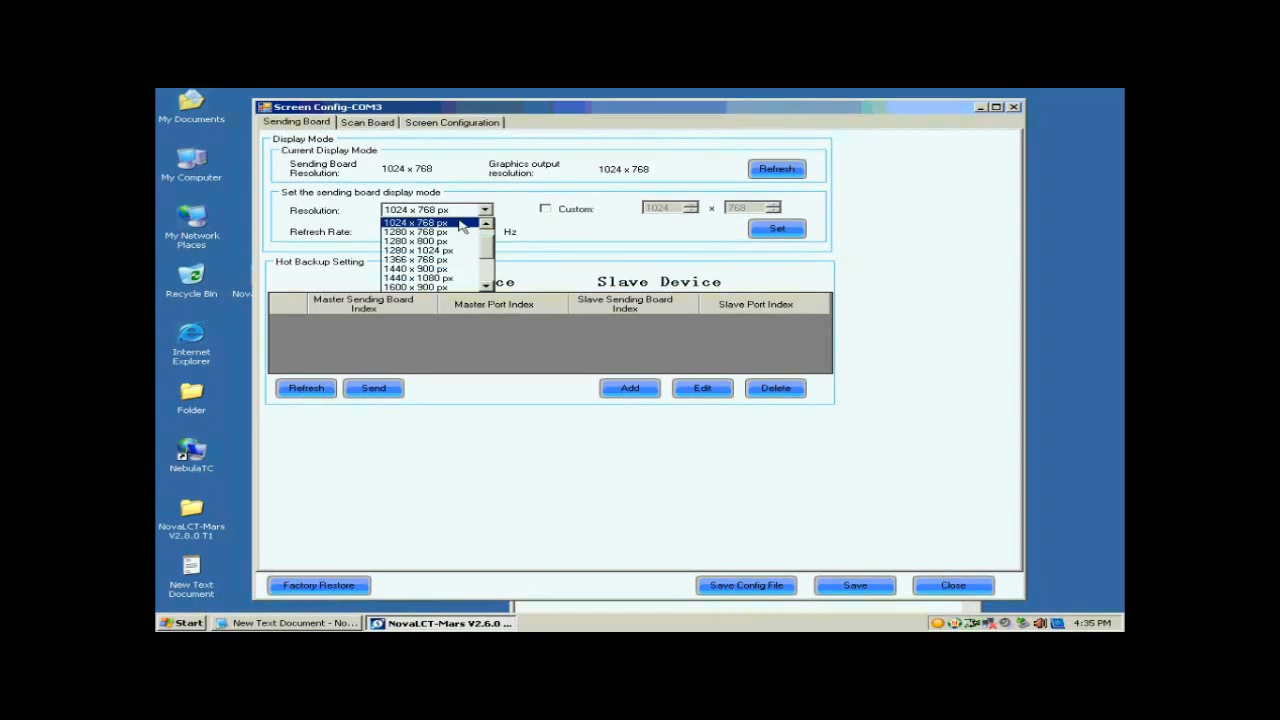 Screen Config-COM3
Sending Board Scan Board Screen Configuration
Display Mode
Current Display Mode
Sending Board Resolution: 1024 x 768 Graphics output resolution: 1024 x 768 Refresh
Set the sending board display mode
Resolution: 1024 x 768 px Custom: 1024 x 768
Refresh Rate: Hz Set
1024 x 768 px
1280 x 768 px
1280 x 800 px
1280 x 1024 px
1366 x 768 px
1440 x 900 px
1440 x 1080 px
1600 x 900 px
Hot Backup Setting
ce Slave Device
Master Sending Board Index Master Port Index Slave Sending Board Index Slave Port Index
Refresh Send Add Edit Delete
Factory Restore Save Config File Save Close
My Documents
My Computer
My Network Places
Recycle Bin Nov
Internet Explorer
Folder
NebulaTC
NovaLCT-Mars V2.8.0 T1
New Text Document
Start New Text Document - No... NovaLCT-Mars V2.6.0 ... 4:35 PM